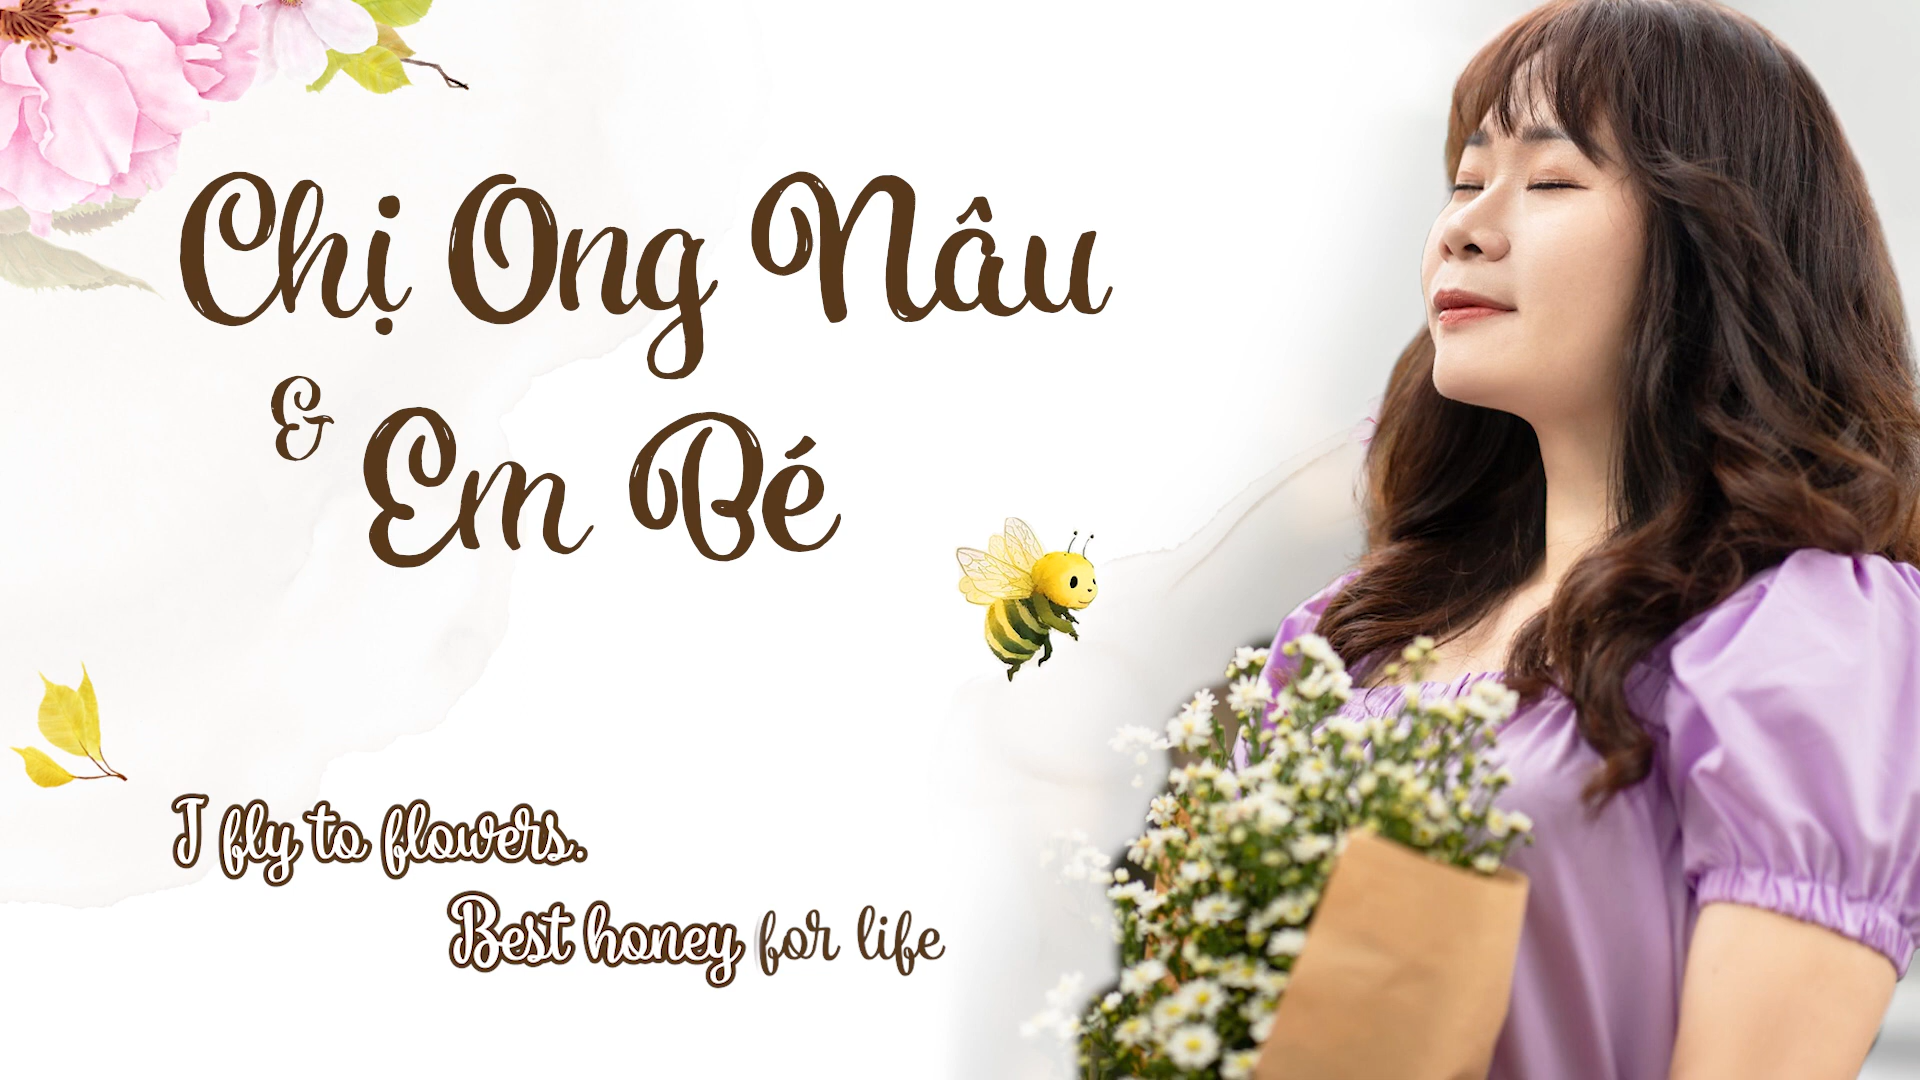 Chị Ong Nâu
& Em Bé
I fly to flowers.
Best honey for life